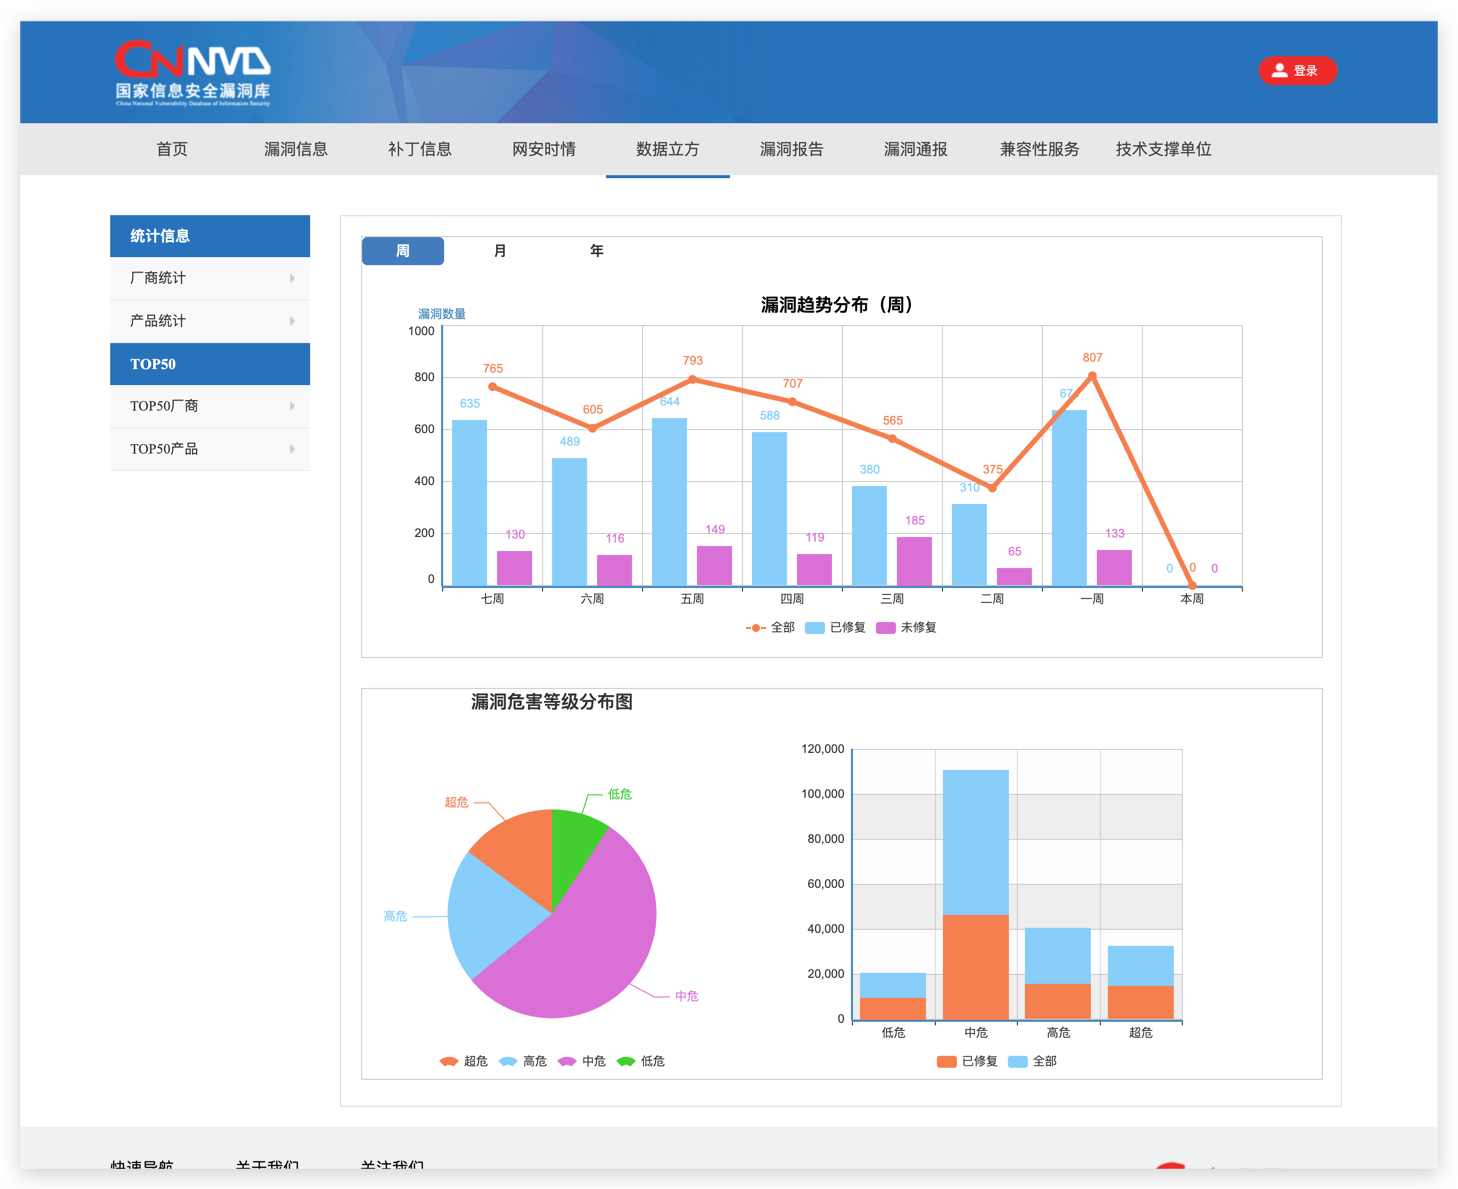 CNNVD
国家信息安全漏洞库
China National Vulnerability Database of Information Security
登录
首页 漏洞信息 补丁信息 网安时情 数据立方 漏洞报告 漏洞通报 兼容性服务 技术支撑单位
统计信息
厂商统计
产品统计
TOP50
TOP50厂商
TOP50产品
周 月 年
漏洞趋势分布（周）
漏洞数量
1000
800
600
400
200
0
765 605 793 707 565 375 807 0
635 489 644 588 380 310 0
130 116 149 119 185 65 133 0
七周 六周 五周 四周 三周 二周 一周 本周
全部 已修复 未修复
漏洞危害等级分布图
超危
低危
高危
中危
超危 高危 中危 低危
120,000
100,000
80,000
60,000
40,000
20,000
0
低危 中危 高危 超危
已修复 全部
快速导航 关于我们 关注我们